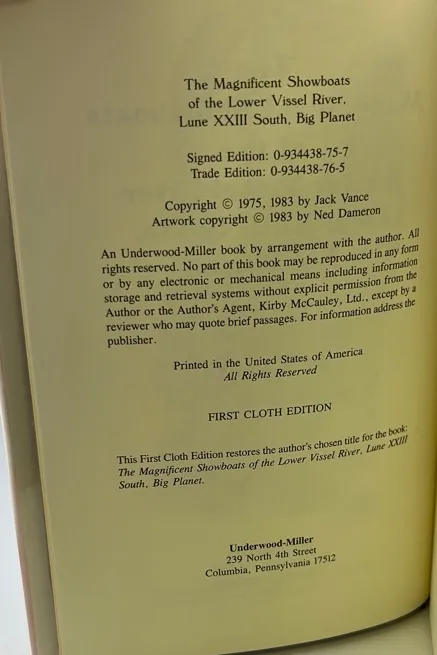 The Magnificent Showboats
of the Lower Vissel River,
Lune XXIII South, Big Planet
Signed Edition: 0-934438-75-7
Trade Edition: 0-934438-76-5
Copyright © 1975, 1983 by Jack Vance
Artwork copyright © 1983 by Ned Dameron
An Underwood-Miller book by arrangement with the author. All
rights reserved. No part of this book may be reproduced in any form
or by any electronic or mechanical means including information
storage and retrieval systems without explicit permission from the
Author or the Author's Agent, Kirby McCauley, Ltd., except by a
reviewer who may quote brief passages. For information address the
publisher.
Printed in the United States of America
All Rights Reserved
FIRST CLOTH EDITION
This First Cloth Edition restores the author's chosen title for the book:
The Magnificent Showboats of the Lower Vissel River, Lune XXIII
South, Big Planet.
Underwood-Miller
239 North 4th Street
Columbia, Pennsylvania 17512